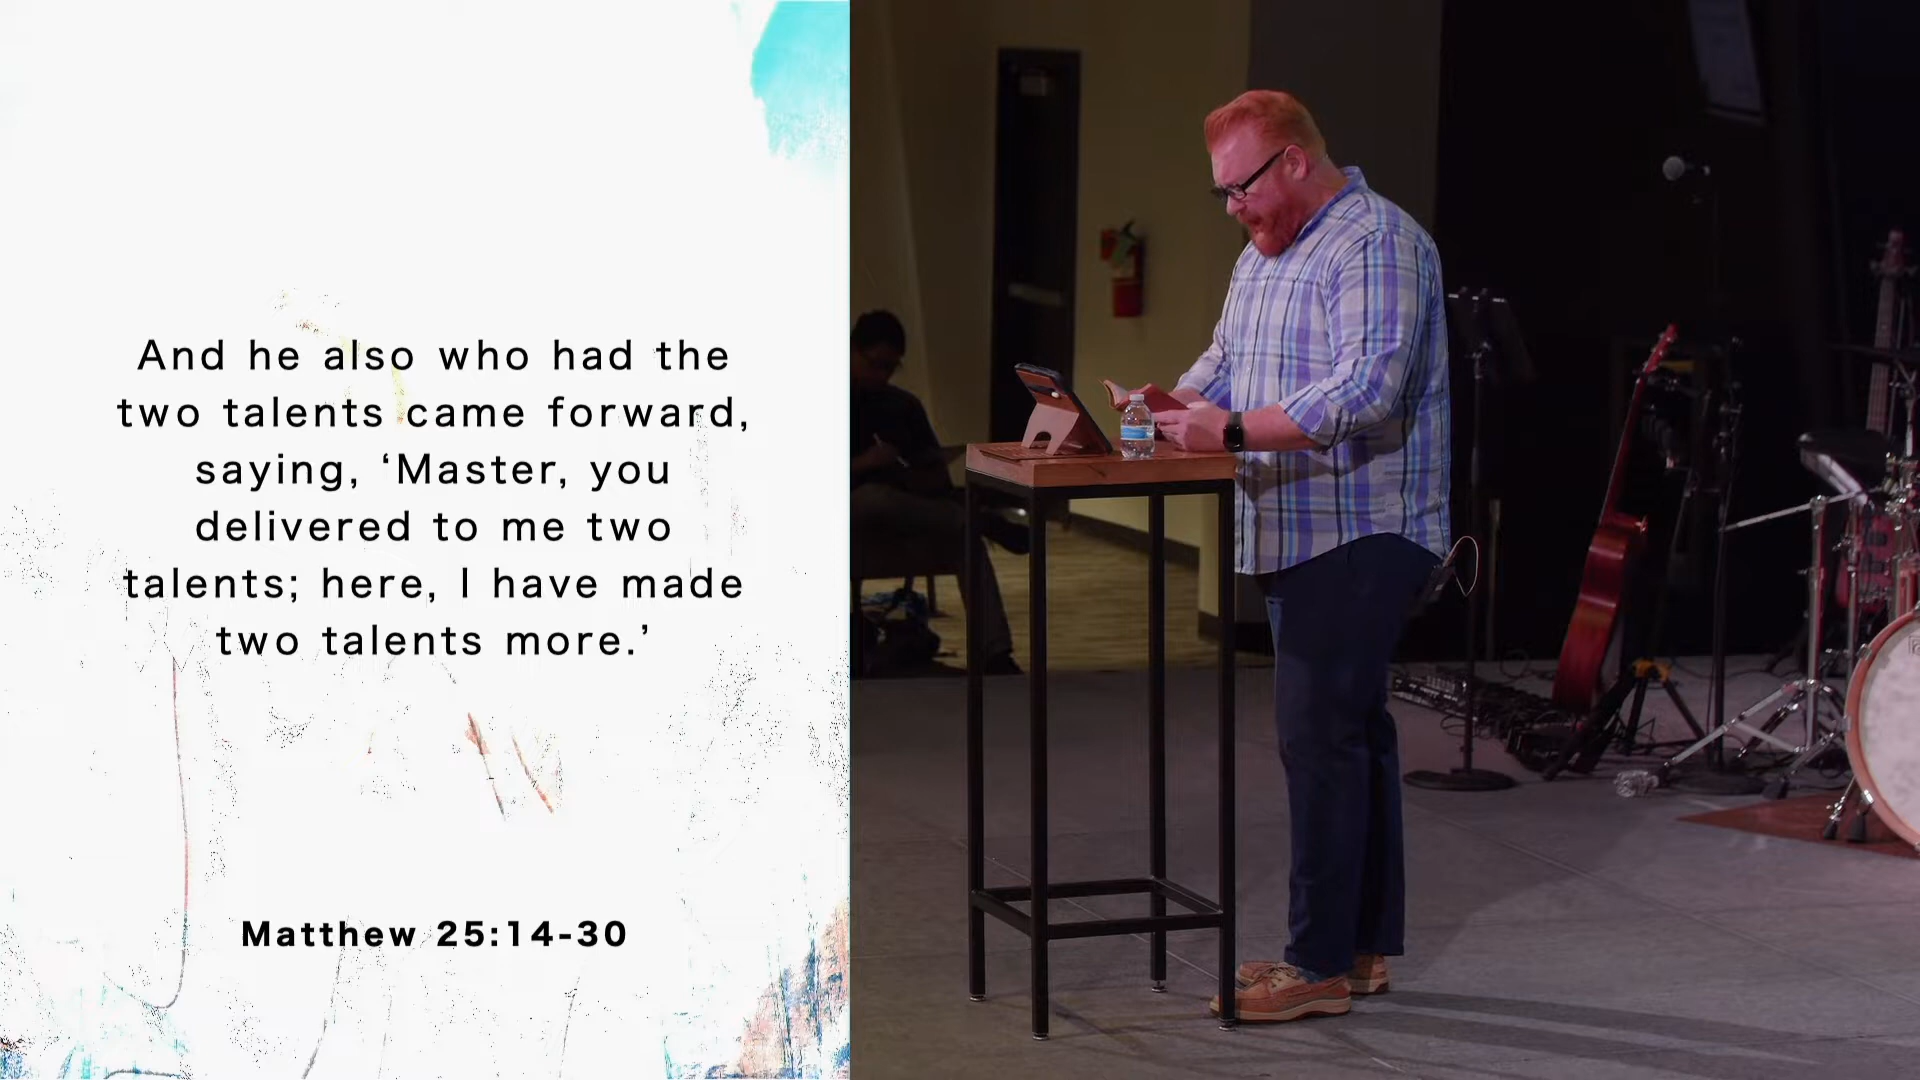 And he also who had the
two talents came forward,
saying, ‘Master, you
delivered to me two
talents; here, I have made
two talents more.’
Matthew 25:14-30